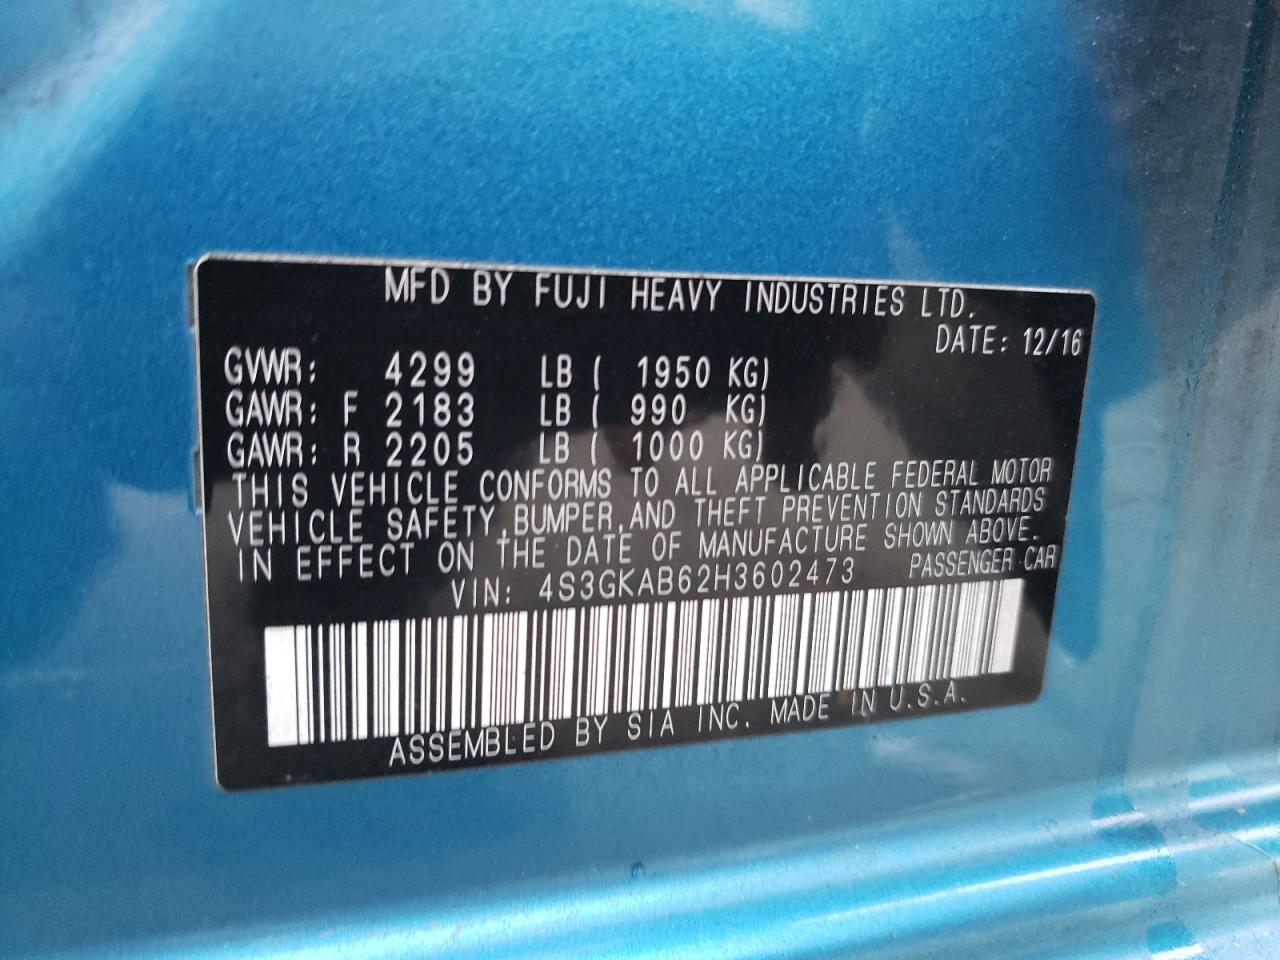 MFD BY FUJI HEAVY INDUSTRIES LTD.
DATE: 12/16
GVWR: 4299 LB ( 1950 KG)
GAWR: F 2183 LB ( 990 KG)
GAWR: R 2205 LB ( 1000 KG)
THIS VEHICLE CONFORMS TO ALL APPLICABLE FEDERAL MOTOR
VEHICLE SAFETY, BUMPER, AND THEFT PREVENTION STANDARDS
IN EFFECT ON THE DATE OF MANUFACTURE SHOWN ABOVE.
VIN: 4S3GKAB62H3602473 PASSENGER CAR
ASSEMBLED BY SIA INC. MADE IN U.S.A.